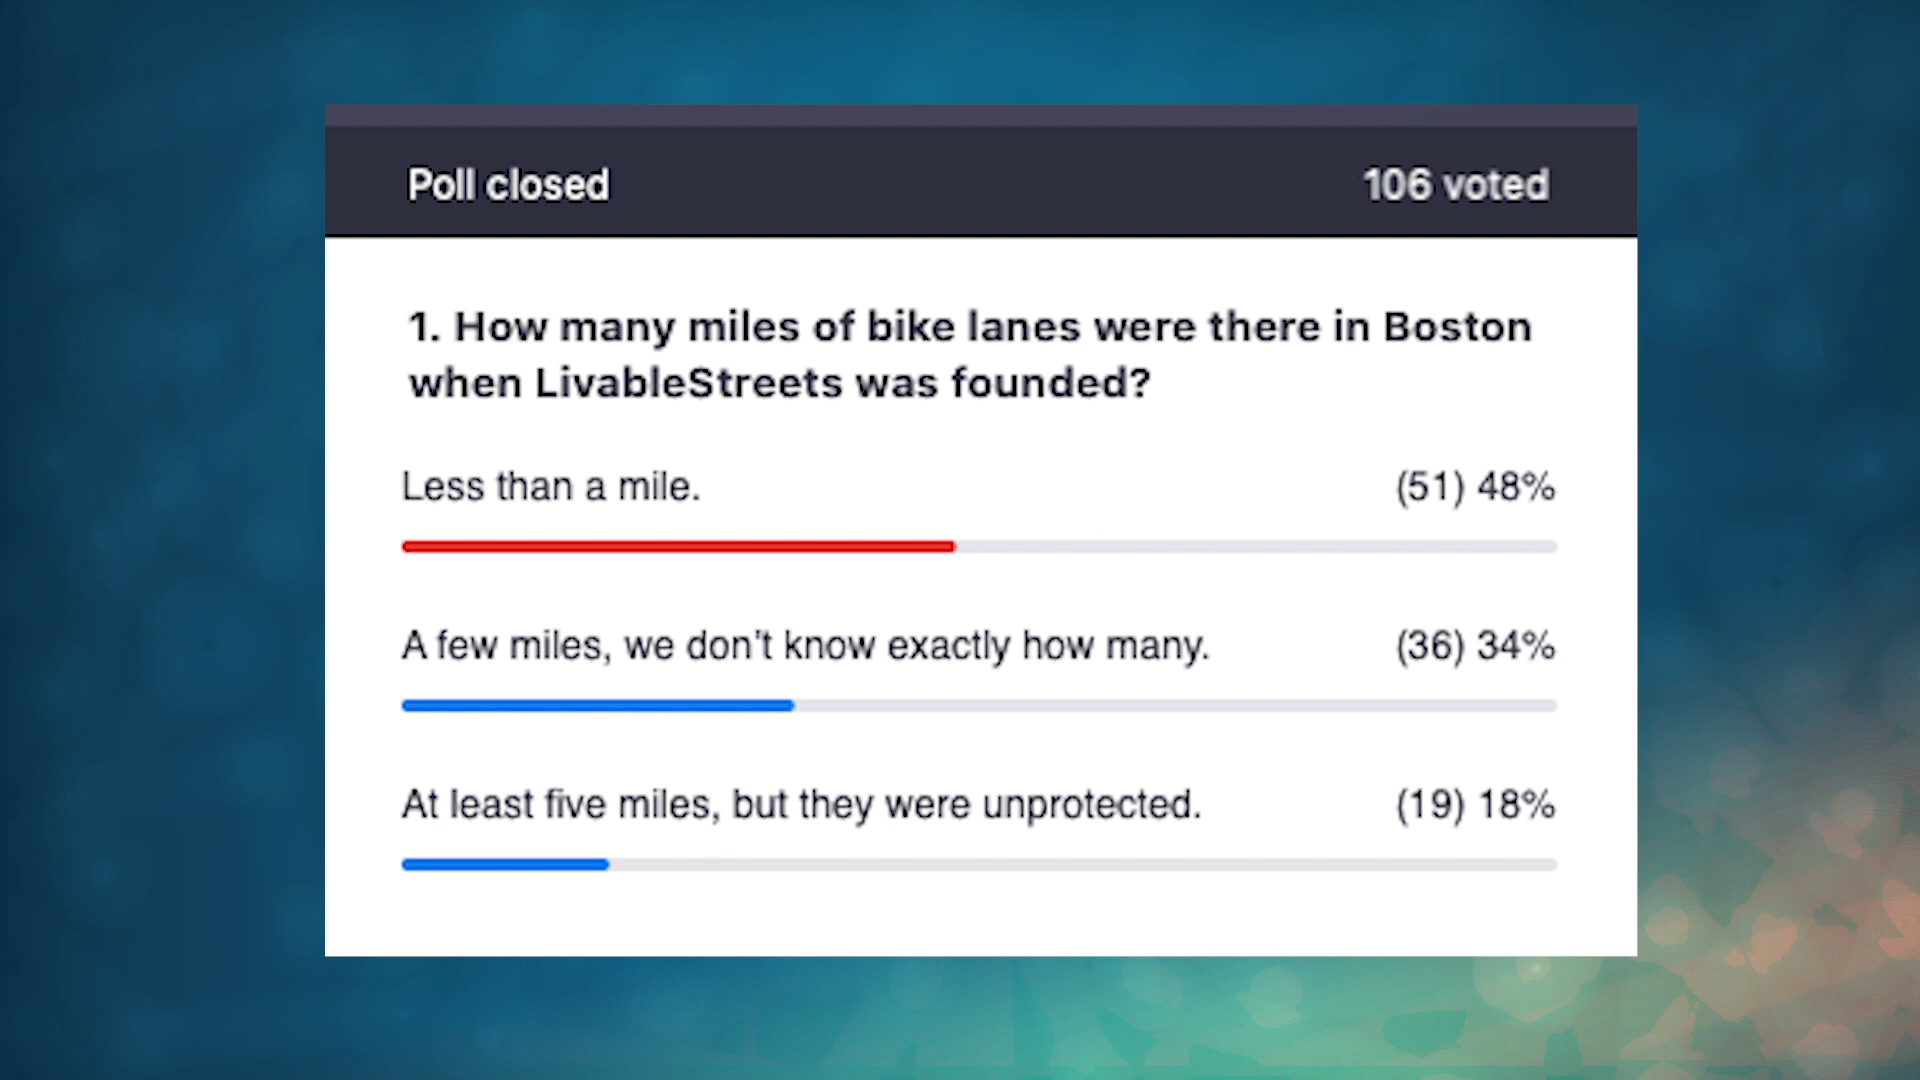 Poll closed 106 voted
1. How many miles of bike lanes were there in Boston
when LivableStreets was founded?
Less than a mile. (51) 48%
A few miles, we don't know exactly how many. (36) 34%
At least five miles, but they were unprotected. (19) 18%